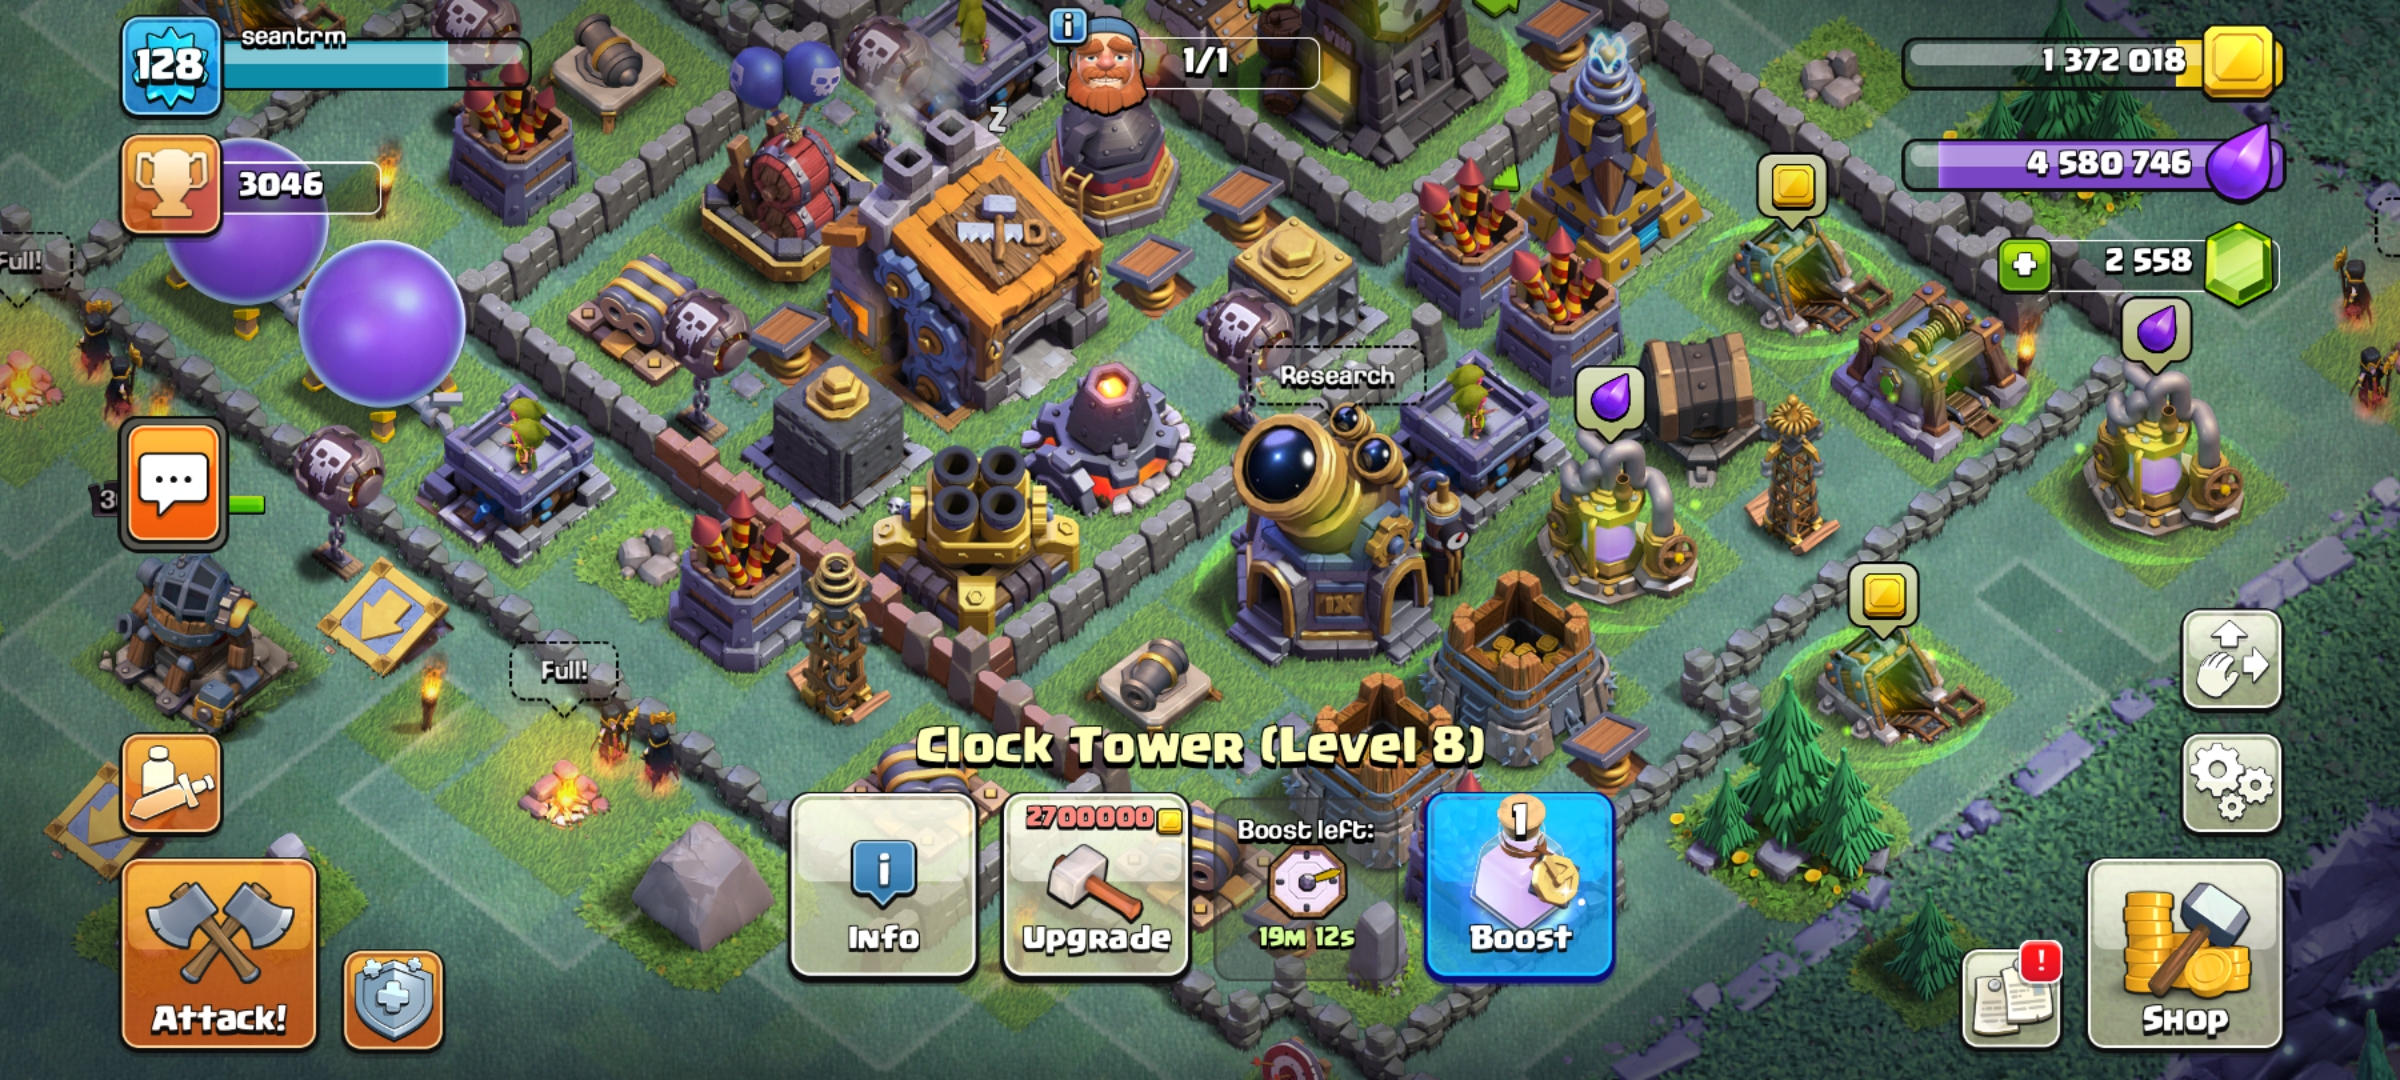 128
seantrm
1/1
1 372 018
3046
4 580 746
Full!
2 558
z
z
Research
IX
Full!
Clock Tower (Level 8)
2700000
Boost left:
1
Info
Upgrade
19m 12s
Boost
Attack!
!
Shop